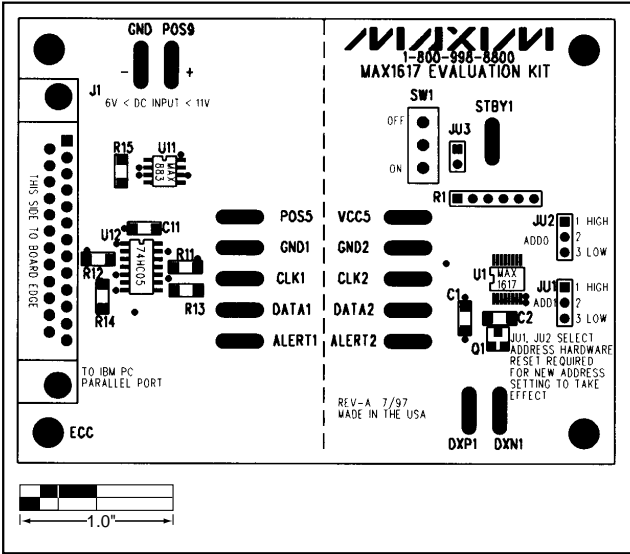 GND POS9
MAXIM
1-800-998-8800
MAX1617 EVALUATION KIT
- +
J1
6V < DC INPUT < 11V
SW1
STBY1
OFF
JU3
ON
R15
U11
MAX
883
THIS SIDE TO BOARD EDGE
R1
POS5
VCC5
JU2
1 HIGH
ADD0
2
3 LOW
U12
C11
74HC05
GND1
GND2
R12
R11
CLK1
CLK2
U1
MAX
1617
JU1
1 HIGH
ADD1
2
3 LOW
R14
R13
DATA1
DATA2
C1
C2
ALERT1
ALERT2
Q1
JU1, JU2 SELECT
ADDRESS HARDWARE
RESET REQUIRED
FOR NEW ADDRESS
SETTING TO TAKE
EFFECT
TO IBM PC
PARALLEL PORT
REV-A 7/97
MADE IN THE USA
ECC
DXP1
DXN1
1.0"